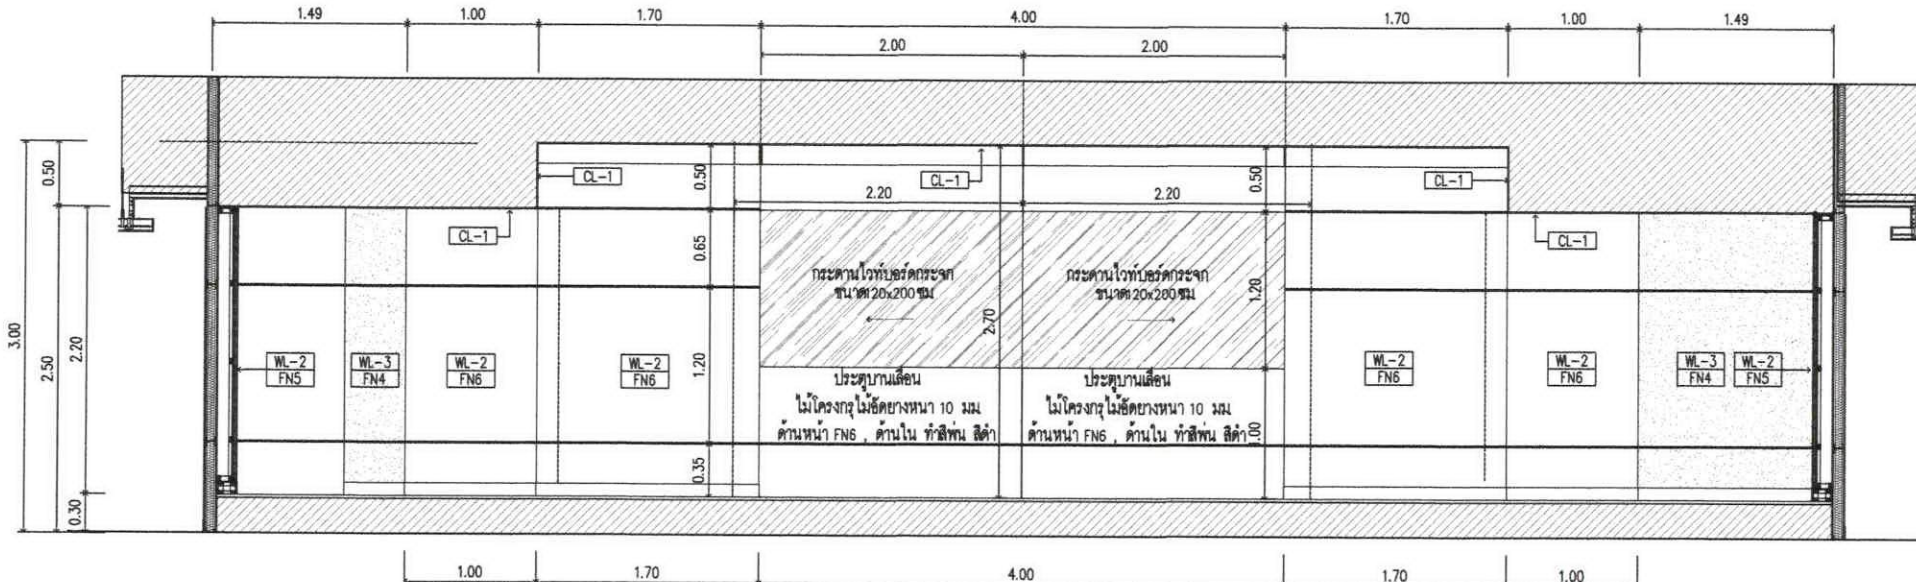 1.49 1.00 1.70 4.00 1.70 1.00 1.49
2.00 2.00
0.50 CL-1 0.50 CL-1 0.50 CL-1
2.20 2.20
CL-1 CL-1
0.65
กระดานไวท์บอร์ดกระจก กระดานไวท์บอร์ดกระจก
ขนาด120x200ซม ขนาด120x200ซม
1.20
3.00 2.50 2.20 2.70
WL-2 WL-3 WL-2 WL-2 1.20 WL-2 WL-2 WL-3 WL-2
FN5 FN4 FN6 FN6 FN6 FN6 FN4 FN5
ประตูบานเลื่อน ประตูบานเลื่อน
ไม้โครงกรุไม้อัดยางหนา 10 มม ไม้โครงกรุไม้อัดยางหนา 10 มม
ด้านหน้า FN6 , ด้านใน ทำสีพ่น สีดำ ด้านหน้า FN6 , ด้านใน ทำสีพ่น สีดำ
1.00
0.35
0.30
1.00 1.70 4.00 1.70 1.00